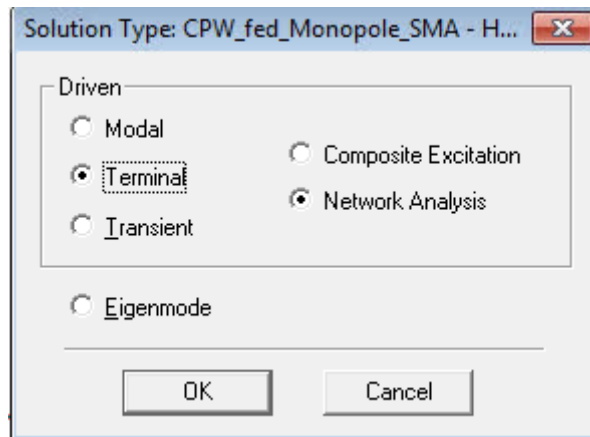 Solution Type: CPW_fed_Monopole_SMA - H...
Driven
Modal
Terminal
Transient
Composite Excitation
Network Analysis
Eigenmode
OK
Cancel